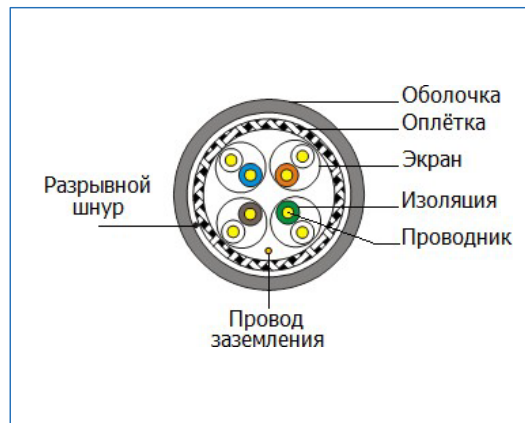 Оболочка
Оплётка
Экран
Разрывной
шнур
Изоляция
Проводник
Провод
заземления